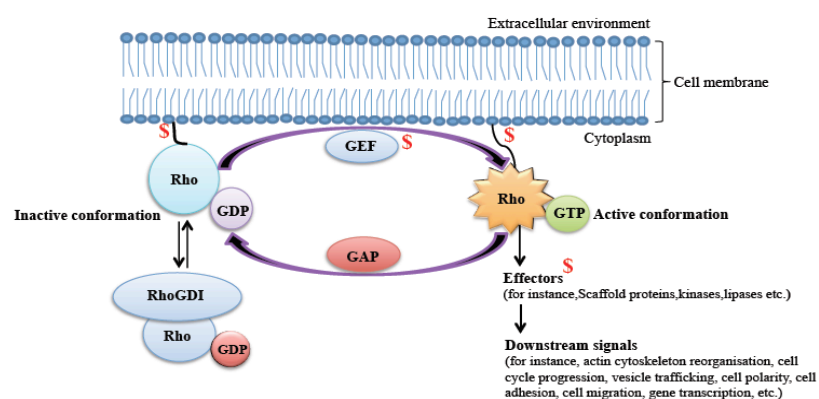 Extracellular environment
Cell membrane
$
$
Cytoplasm
GEF
$
Rho
Rho
GDP
GTP
Inactive conformation
Active conformation
GAP
$
Effectors
(for instance,Scaffold proteins,kinases,lipases etc.)
RhoGDI
Rho
GDP
Downstream signals
(for instance, actin cytoskeleton reorganisation, cell
cycle progression, vesicle trafficking, cell polarity, cell
adhesion, cell migration, gene transcription, etc.)